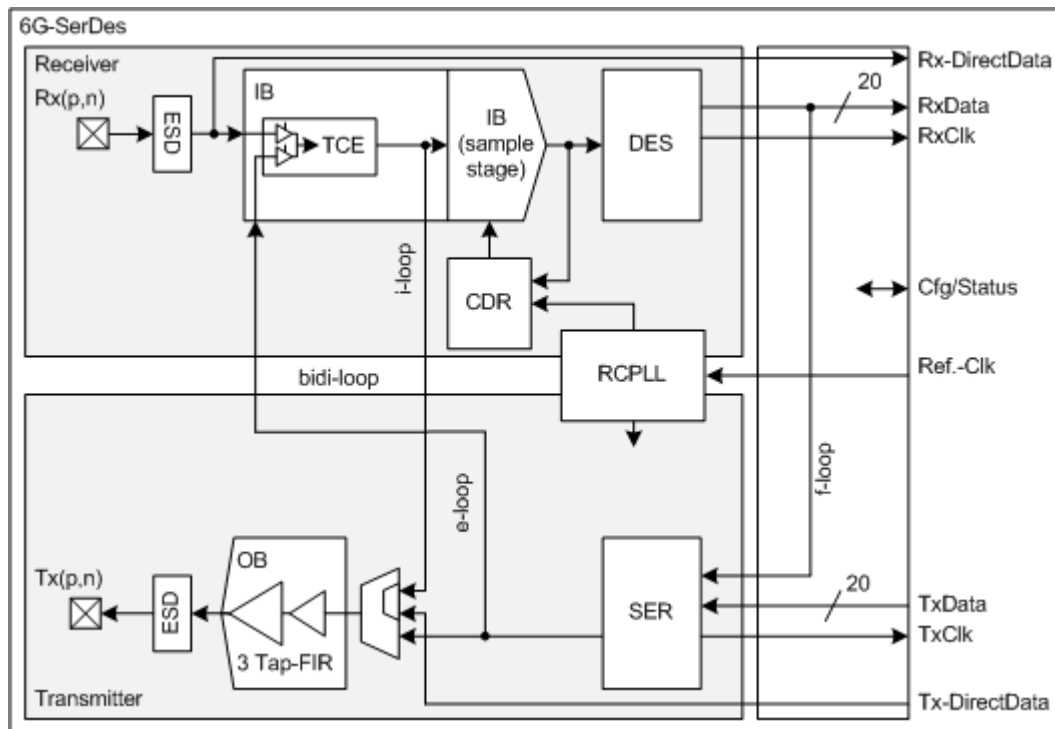 6G-SerDes
Receiver
Rx(p,n)
ESD
IB
TCE
IB
(sample
stage)
DES
20
Rx-DirectData
RxData
RxClk
i-loop
CDR
Cfg/Status
bidi-loop
RCPLL
Ref.-Clk
e-loop
f-loop
Tx(p,n)
ESD
OB
3 Tap-FIR
SER
20
TxData
TxClk
Transmitter
Tx-DirectData